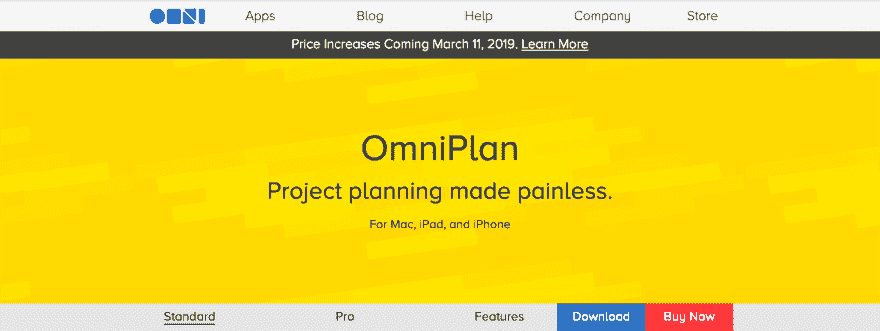 OMNI Apps Blog Help Company Store
Price Increases Coming March 11, 2019. Learn More
OmniPlan
Project planning made painless.
For Mac, iPad, and iPhone
Standard Pro Features Download Buy Now